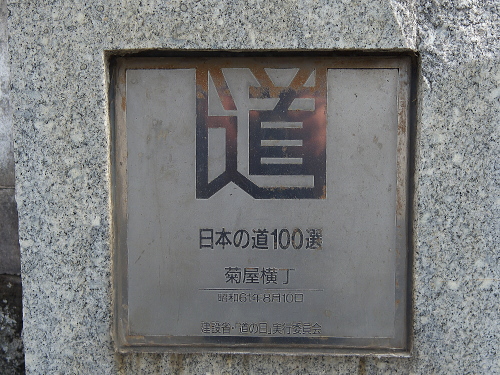 道
日本の道100選
菊屋横丁
昭和61年8月10日
建設省・「道の日」実行委員会